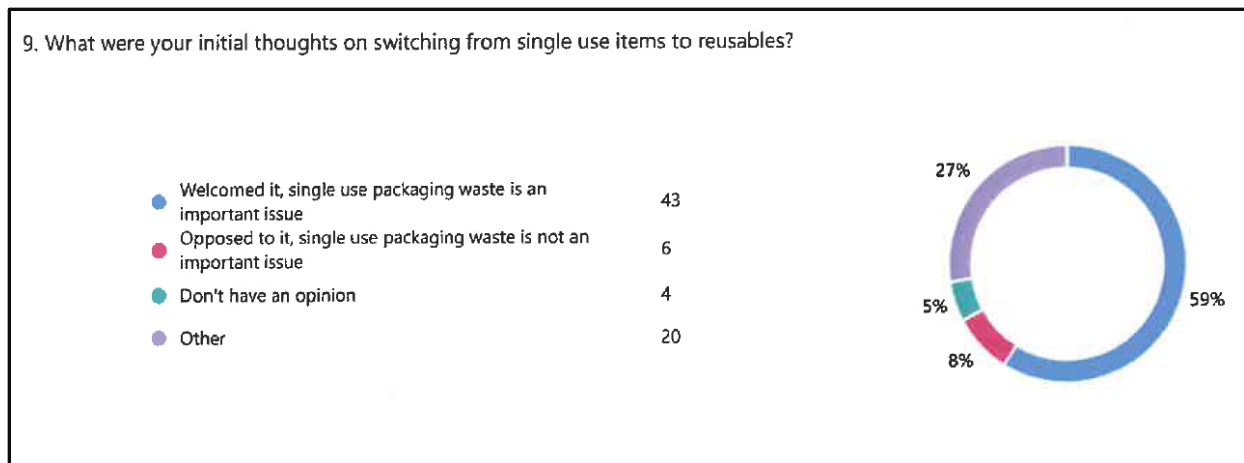 9. What were your initial thoughts on switching from single use items to reusables?
Welcomed it, single use packaging waste is an
important issue
43
Opposed to it, single use packaging waste is not an
important issue
6
Don't have an opinion
4
Other
20
27%
59%
5%
8%